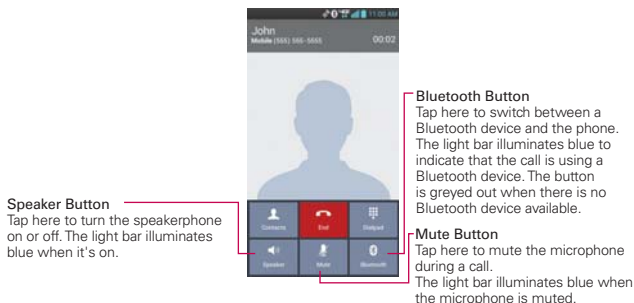 11:00 AM
John
Mobile (555) 555-5555
00:02
Contacts
End
Dialpad
Speaker
Mute
Bluetooth
Speaker Button
Tap here to turn the speakerphone
on or off. The light bar illuminates
blue when it's on.
Bluetooth Button
Tap here to switch between a
Bluetooth device and the phone.
The light bar illuminates blue to
indicate that the call is using a
Bluetooth device. The button
is greyed out when there is no
Bluetooth device available.
Mute Button
Tap here to mute the microphone
during a call.
The light bar illuminates blue when
the microphone is muted.